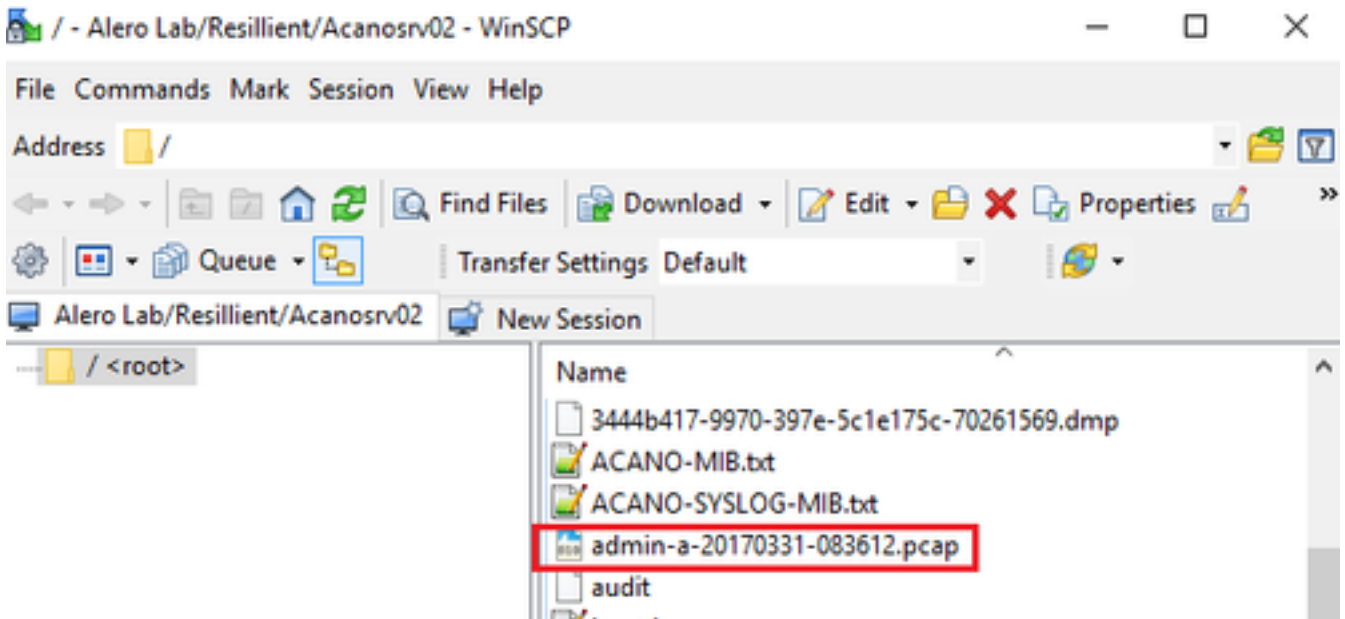 / - Alero Lab/Resillient/Acanosrv02 - WinSCP
File Commands Mark Session View Help
Address /
Find Files Download Edit Properties »
Queue Transfer Settings Default
Alero Lab/Resillient/Acanosrv02 New Session
/ <root>
Name
3444b417-9970-397e-5c1e175c-70261569.dmp
ACANO-MIB.txt
ACANO-SYSLOG-MIB.txt
admin-a-20170331-083612.pcap
audit